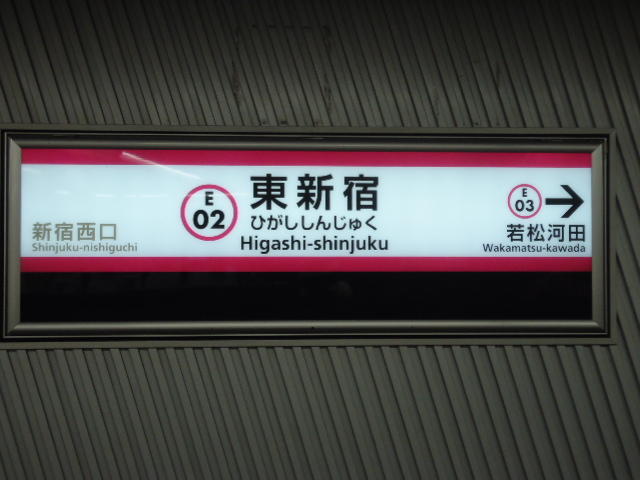 新宿西口
Shinjuku-nishiguchi
E
02
東新宿
ひがししんじゅく
Higashi-shinjuku
E
03
→
若松河田
Wakamatsu-kawada